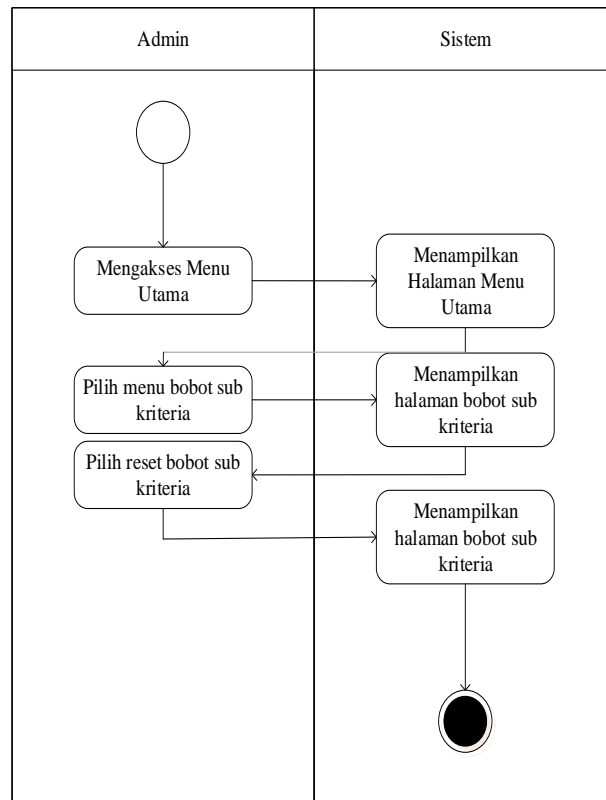 Admin
Sistem
Mengakses Menu
Utama
Menampilkan
Halaman Menu
Utama
Pilih menu bobot sub
kriteria
Menampilkan
halaman bobot sub
kriteria
Pilih reset bobot sub
kriteria
Menampilkan
halaman bobot sub
kriteria